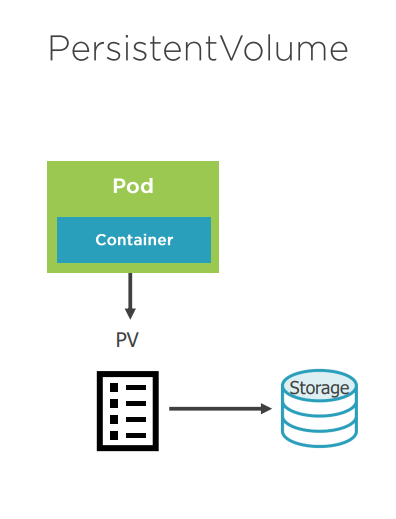 PersistentVolume
Pod
Container
PV
Storage